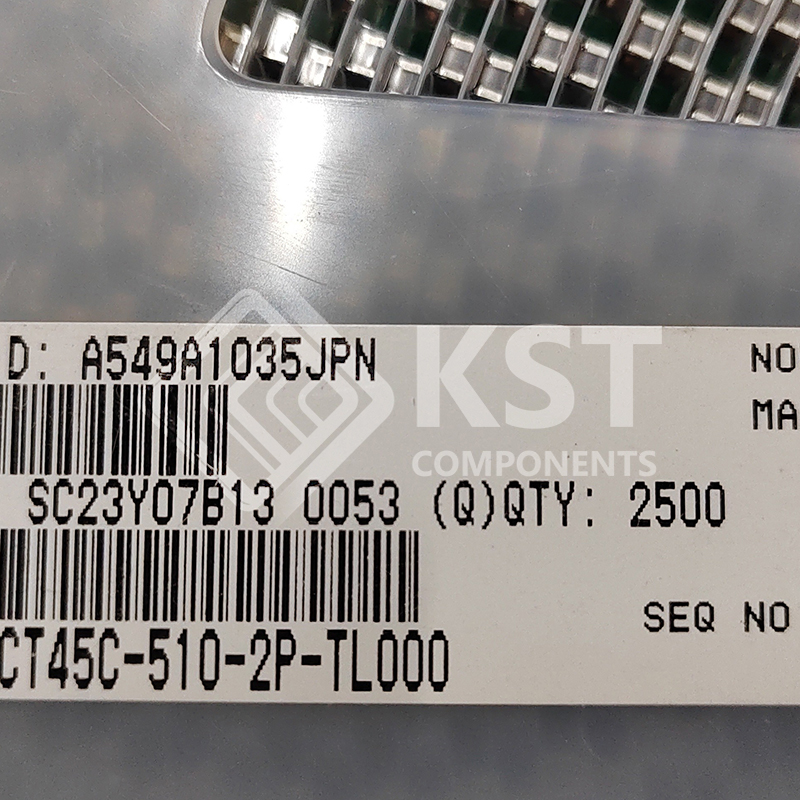 D: A549A1035JPN
NO
MA
KST
COMPONENTS
SC23Y07B13 0053 (Q)QTY: 2500
SEQ NO
CT45C-510-2P-TL000